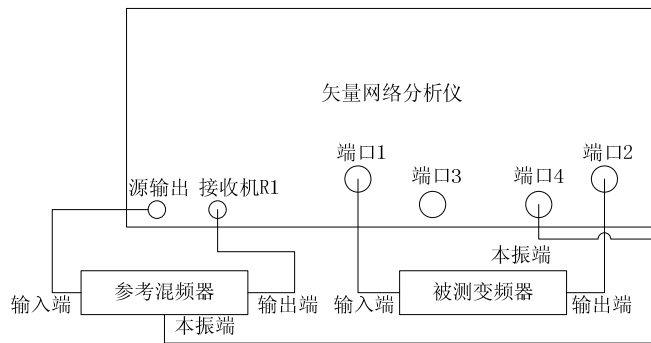 矢量网络分析仪
端口1
端口2
源输出
接收机R1
端口3
端口4
本振端
输入端
参考混频器
输出端
输入端
被测变频器
输出端
本振端